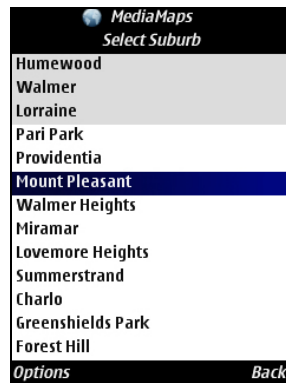 MediaMaps
Select Suburb
Humewood
Walmer
Lorraine
Pari Park
Providentia
Mount Pleasant
Walmer Heights
Miramar
Lovemore Heights
Summerstrand
Charlo
Greenshields Park
Forest Hill
Options Back